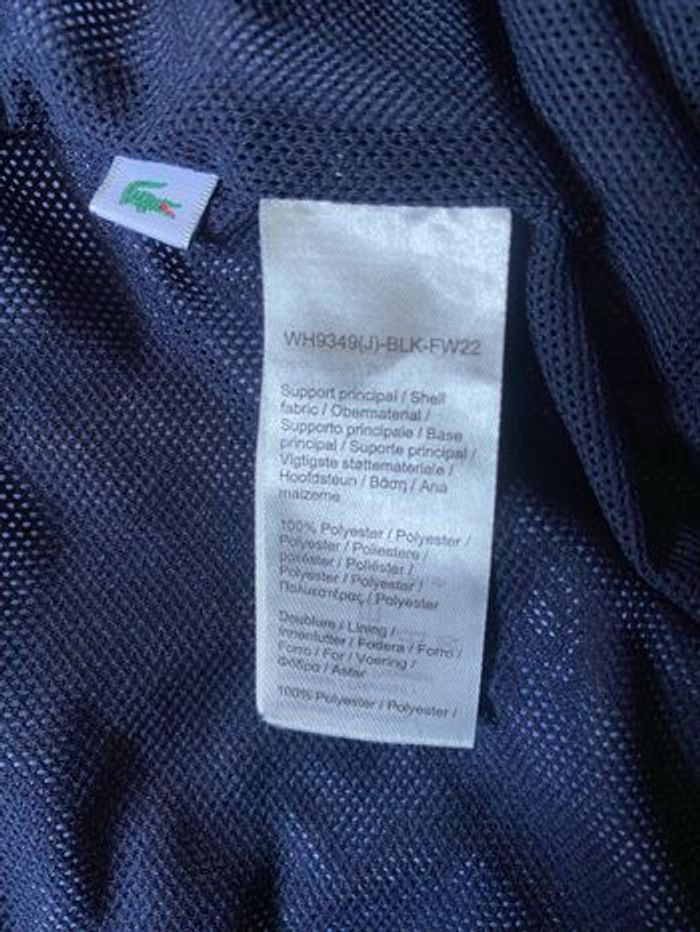 WH9349(J)-BLK-FW22
Support principal / Shell
fabric / Obermaterial /
Supporto principale / Base
principal / Suporte principal /
Vigtigste støttemateriale /
Hoofdsteun / Βάση / Ana
malzeme
100% Polyester / Polyester /
Polyester / Poliestere /
poliéster / Poliéster /
Polyester / Polyester /
Πολυεστέρας / Polyester
Doublure / Lining /
Innenfutter / Fodera / Forro /
Forro / For / Voering /
Φόδρα / Astar
100% Polyester / Polyester /